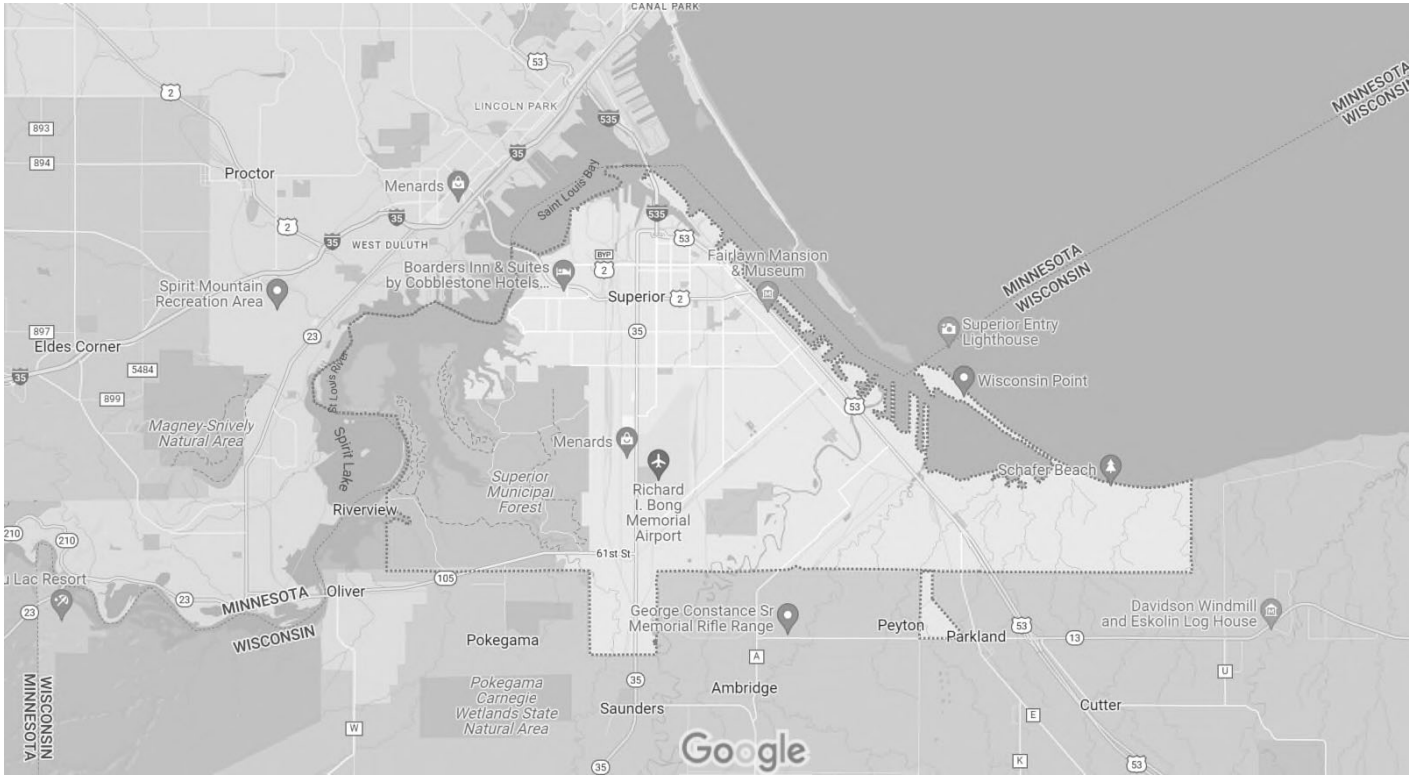 CANAL PARK
53
2
LINCOLN PARK
535
893
35
894
Proctor
Menards
Saint Louis Bay
MINNESOTA
WISCONSIN
2
35
35
WEST DULUTH
535
53
BYP
2
Fairlawn Mansion
& Museum
Boarders Inn & Suites
by Cobblestone Hotels...
MINNESOTA
WISCONSIN
Spirit Mountain
Recreation Area
Superior
2
897
23
35
Superior Entry
Lighthouse
Eldes Corner
35
5484
St Louis River
Wisconsin Point
899
53
Magney-Snively
Natural Area
Spirit Lake
Menards
Schafer Beach
Superior
Municipal
Forest
Richard
I. Bong
Memorial
Airport
Riverview
210
210
61st St
u Lac Resort
105
23
23
MINNESOTA
WISCONSIN
Oliver
George Constance Sr
Memorial Rifle Range
Peyton
Parkland
53
13
Davidson Windmill
and Eskolin Log House
Pokegama
A
U
WISCONSIN
MINNESOTA
Pokegama
Carnegie
Wetlands State
Natural Area
35
Ambridge
Saunders
Cutter
W
E
Google
35
K
53